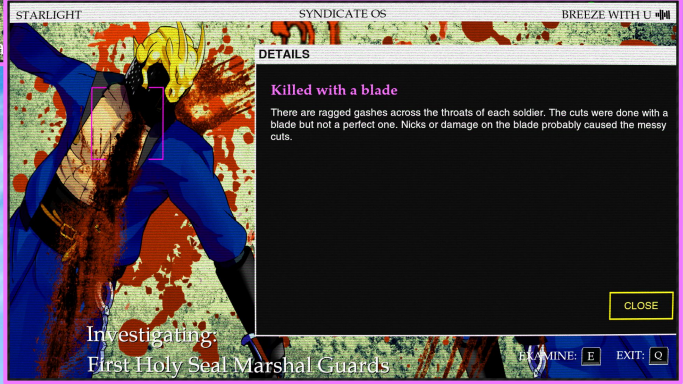 STARLIGHT
SYNDICATE OS
BREEZE WITH U
DETAILS
Killed with a blade
There are ragged gashes across the throats of each soldier. The cuts were done with a
blade but not a perfect one. Nicks or damage on the blade probably caused the messy
cuts.
CLOSE
Investigating:
First Holy Seal Marshal Guards
EXAMINE: E
EXIT: Q